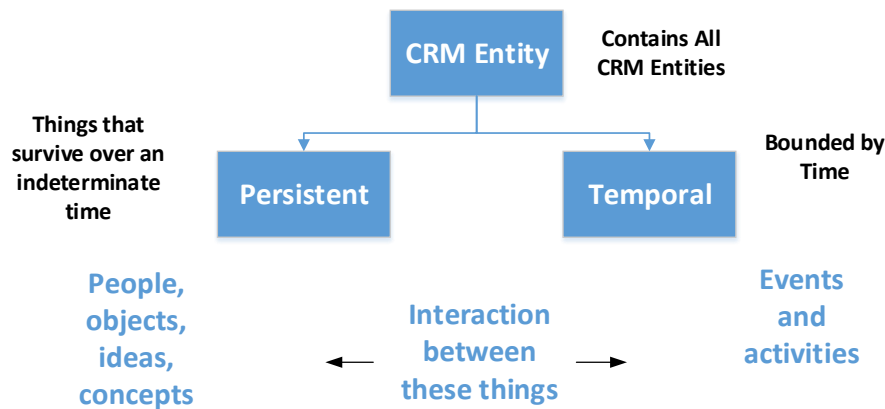 CRM Entity
Contains All
CRM Entities
Things that
survive over an
indeterminate
time
Persistent
Temporal
Bounded by
Time
People,
objects,
ideas,
concepts
Interaction
between
these things
Events
and
activities